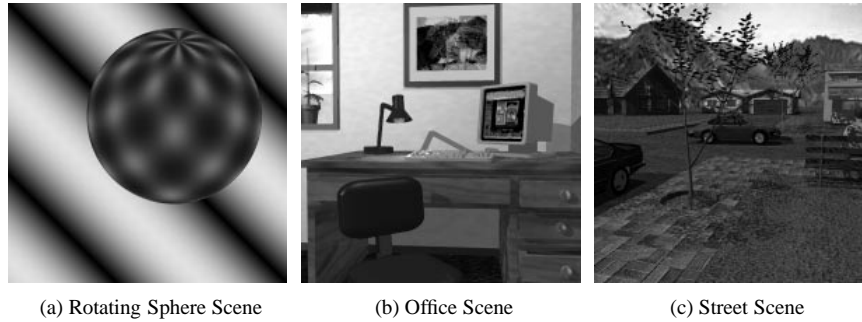 (a) Rotating Sphere Scene
(b) Office Scene
(c) Street Scene